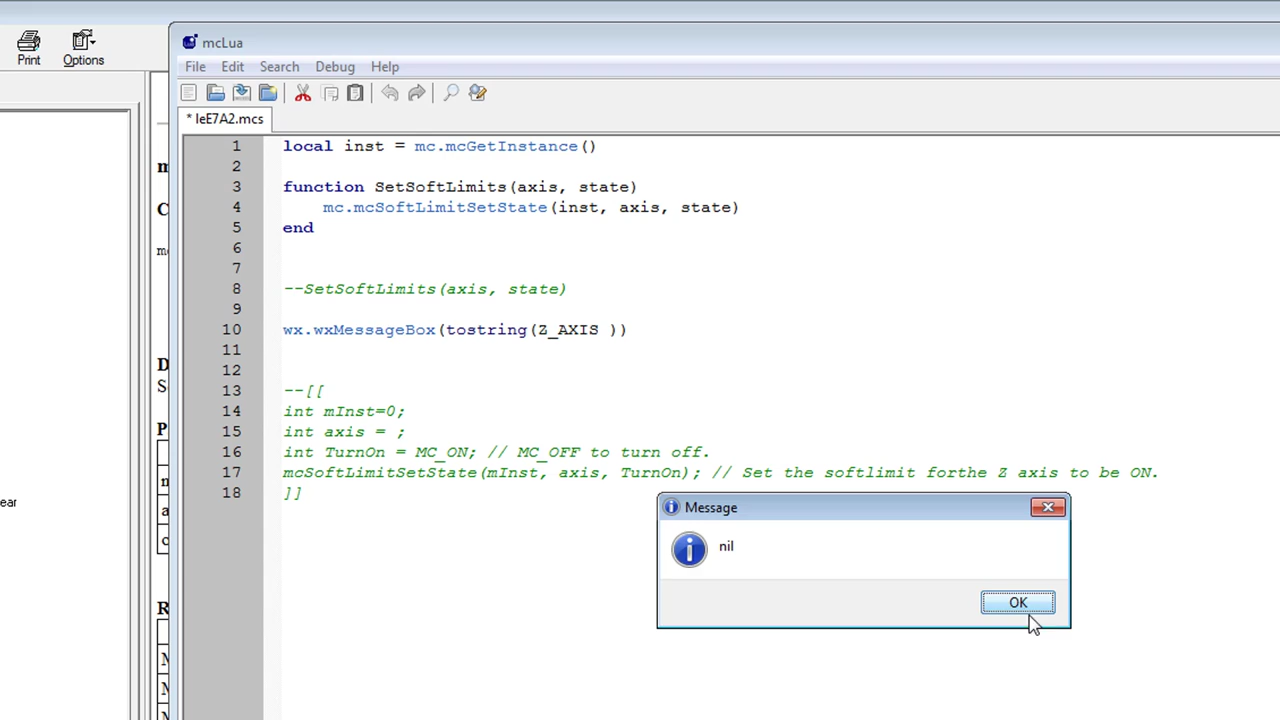 mcLua
Print
Options
File Edit Search Debug Help
* IeE7A2.mcs
1 local inst = mc.mcGetInstance()
2
3 function SetSoftLimits(axis, state)
4 mc.mcSoftLimitSetState(inst, axis, state)
5 end
6
7
8 --SetSoftLimits(axis, state)
9
10 wx.wxMessageBox(tostring(Z_AXIS ))
11
12
13 --[[
14 int mInst=0;
15 int axis = ;
16 int TurnOn = MC_ON; // MC_OFF to turn off.
17 mcSoftLimitSetState(mInst, axis, TurnOn); // Set the softlimit forthe Z axis to be ON.
18 ]]
Message
nil
OK